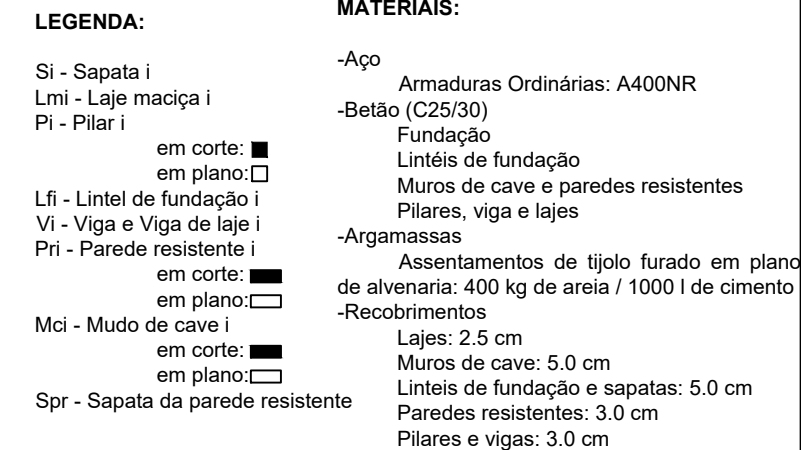 LEGENDA:
Si - Sapata i
Lmi - Laje maciça i
Pi - Pilar i
em corte:
em plano:
Lfi - Lintel de fundação i
Vi - Viga e Viga de laje i
Pri - Parede resistente i
em corte:
em plano:
Mci - Mudo de cave i
em corte:
em plano:
Spr - Sapata da parede resistente
MATERIAIS:
-Aço
Armaduras Ordinárias: A400NR
-Betão (C25/30)
Fundação
Lintéis de fundação
Muros de cave e paredes resistentes
Pilares, viga e lajes
-Argamassas
Assentamentos de tijolo furado em plano
de alvenaria: 400 kg de areia / 1000 l de cimento
-Recobrimentos
Lajes: 2.5 cm
Muros de cave: 5.0 cm
Linteis de fundação e sapatas: 5.0 cm
Paredes resistentes: 3.0 cm
Pilares e vigas: 3.0 cm